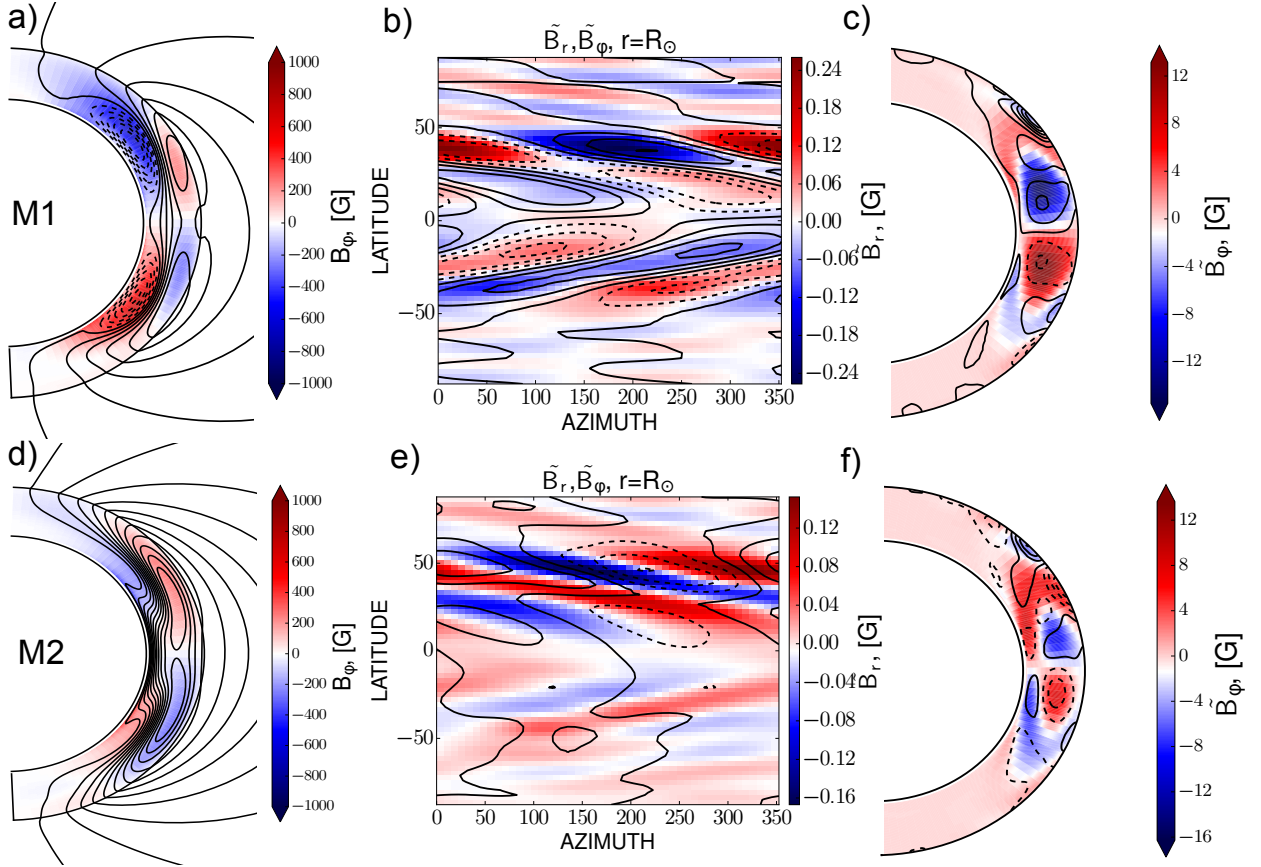 a)
M1
1000
800
600
400
200
0
−200
−400
−600
−800
−1000
B_φ, [G]
b)
B̃_r, B̃_φ, r=R_⊙
50
0
−50
LATITUDE
0 50 100 150 200 250 300 350
AZIMUTH
0.24
0.18
0.12
0.06
0.00
−0.06
−0.12
−0.18
−0.24
B̃_r, [G]
c)
12
8
4
0
−4
−8
−12
B̃_φ, [G]
d)
M2
1000
800
600
400
200
0
−200
−400
−600
−800
−1000
B_φ, [G]
e)
B̃_r, B̃_φ, r=R_⊙
50
0
−50
LATITUDE
0 50 100 150 200 250 300 350
AZIMUTH
0.12
0.08
0.04
0.00
−0.04
−0.08
−0.12
−0.16
B̃_r, [G]
f)
12
8
4
0
−4
−8
−12
−16
B̃_φ, [G]